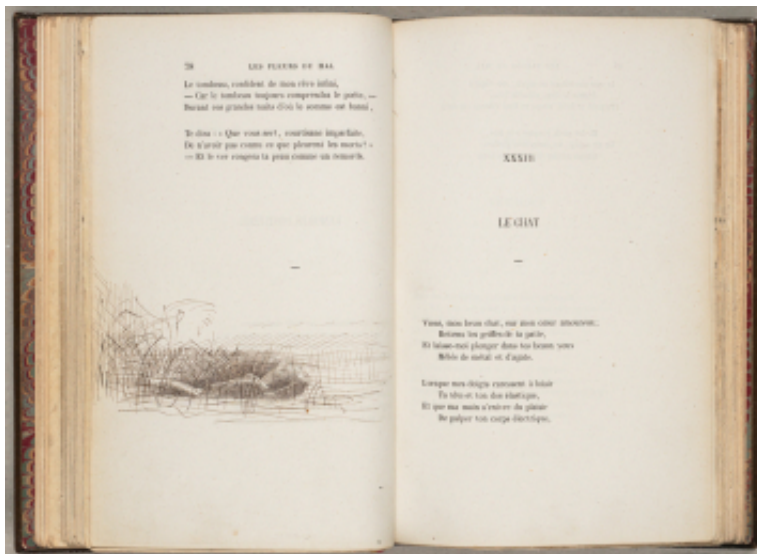 78 LES FLEURS DU MAL
Le tombeau, confident de mon rêve infini,
— Car le tombeau toujours comprendra le poëte, —
Durant ces grandes nuits d'où le somme est banni,
Te dira : « Que vous sert, courtisane imparfaite,
De n'avoir pas connu ce que pleurent les morts? »
— Et le ver rongera ta peau comme un remords.
—
XXXIII
LE CHAT
—
Viens, mon beau chat, sur mon cœur amoureux;
Retiens les griffes de ta patte,
Et laisse-moi plonger dans tes beaux yeux
Mêlés de métal et d'agate.
Lorsque mes doigts caressent à loisir
Ta tête et ton dos élastique,
Et que ma main s'enivre du plaisir
De palper ton corps électrique,